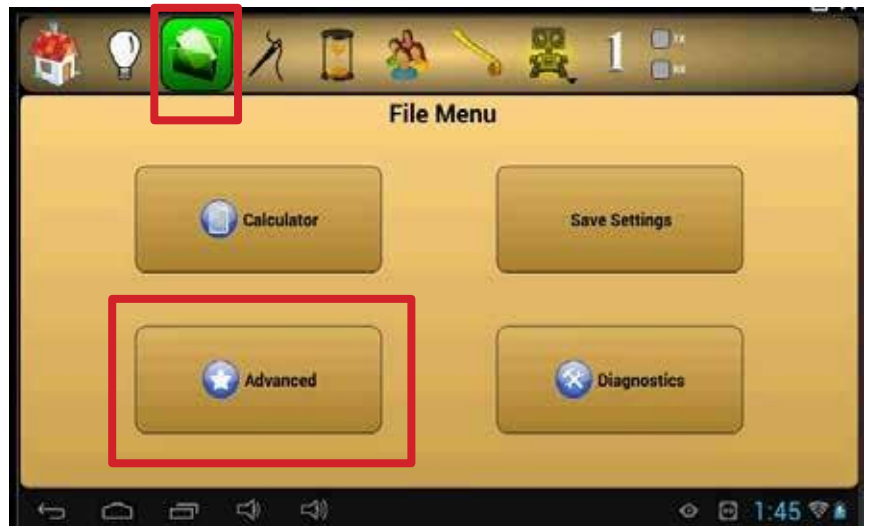 1
File Menu
Calculator
Save Settings
Advanced
Diagnostics
1:45